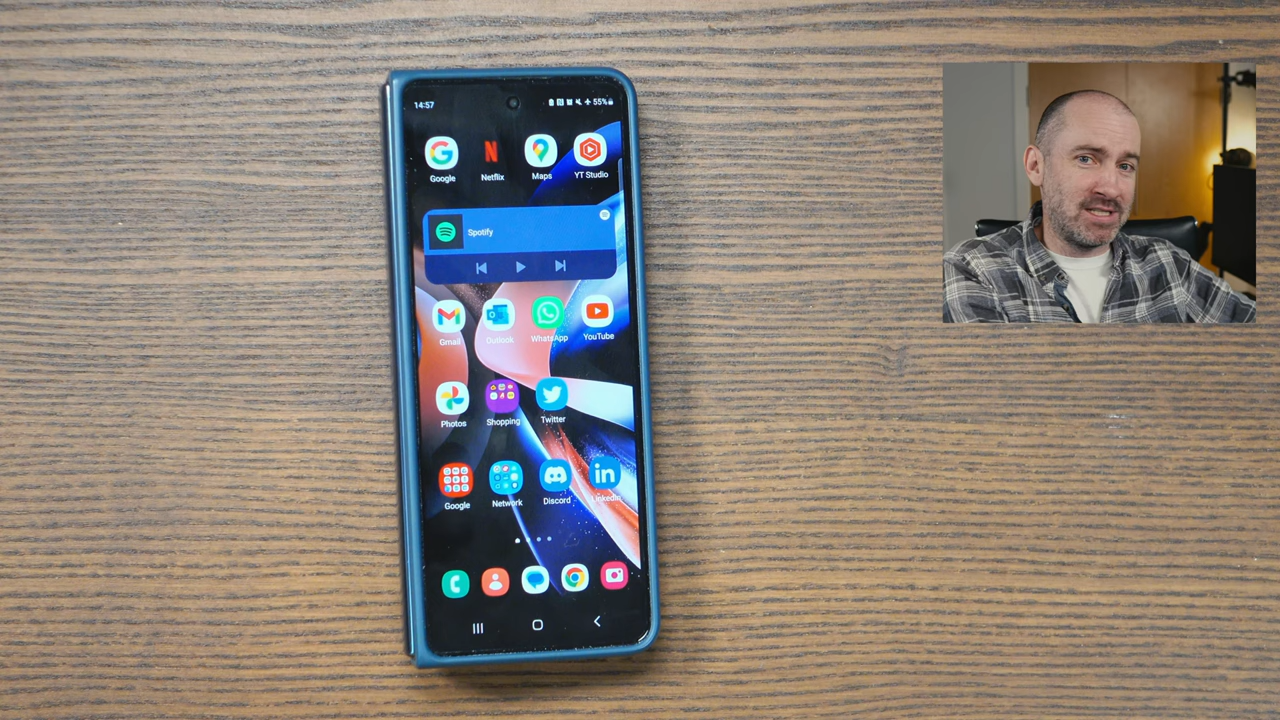 14:57 55%
Google Netflix Maps YT Studio
Spotify
Gmail Outlook WhatsApp YouTube
Photos Shopping Twitter
Google Network Discord LinkedIn